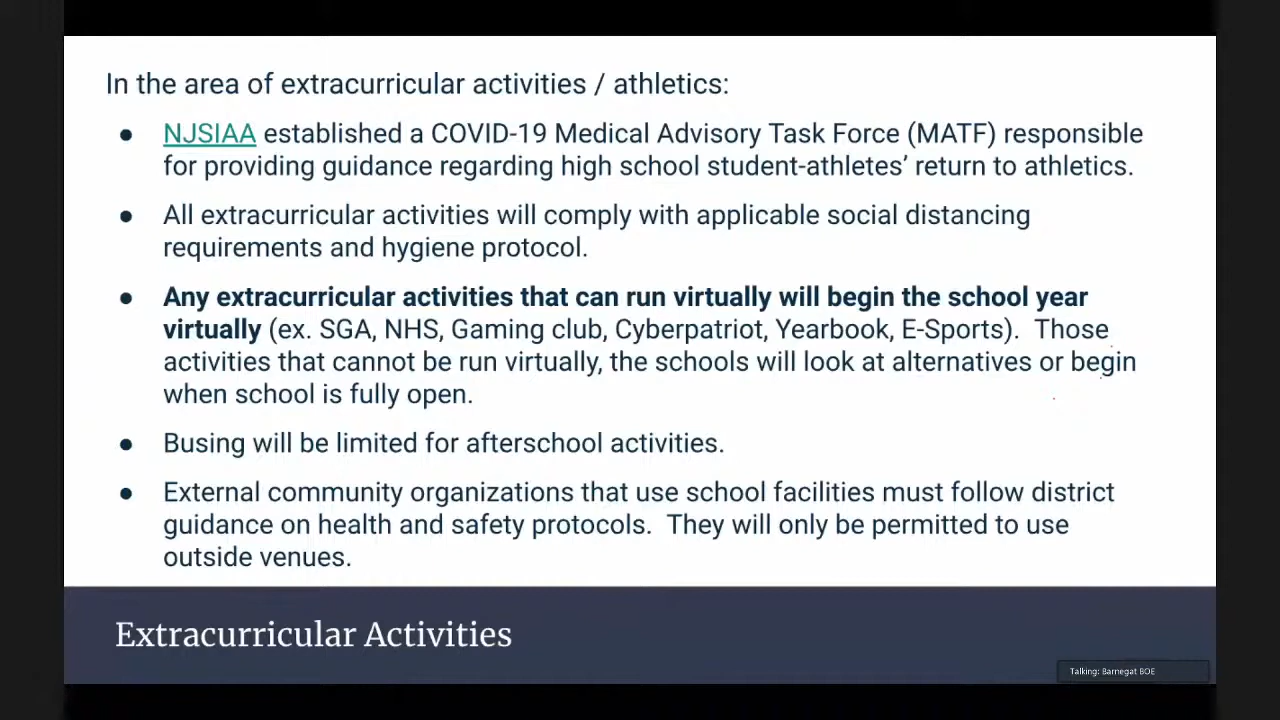 In the area of extracurricular activities / athletics:
● NJSIAA established a COVID-19 Medical Advisory Task Force (MATF) responsible
for providing guidance regarding high school student-athletes’ return to athletics.
● All extracurricular activities will comply with applicable social distancing
requirements and hygiene protocol.
● Any extracurricular activities that can run virtually will begin the school year
virtually (ex. SGA, NHS, Gaming club, Cyberpatriot, Yearbook, E-Sports).  Those
activities that cannot be run virtually, the schools will look at alternatives or begin
when school is fully open.
● Busing will be limited for afterschool activities.
● External community organizations that use school facilities must follow district
guidance on health and safety protocols.  They will only be permitted to use
outside venues.
Extracurricular Activities
Talking: Barnegat BOE